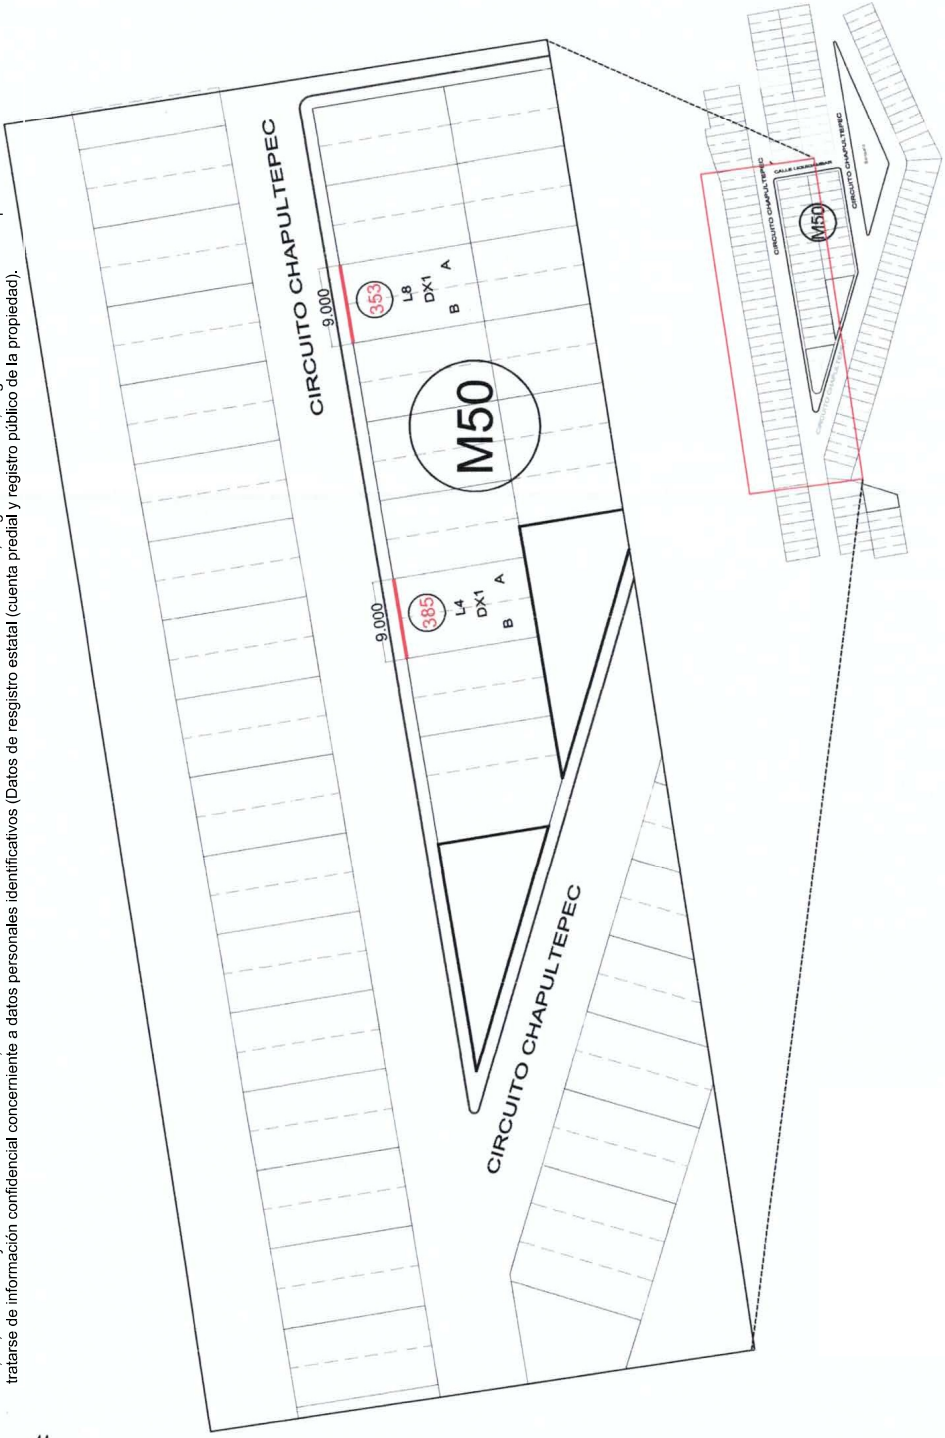 tratarse de información confidencial concerniente a datos personales identificativos (Datos de resgistro estatal (cuenta predial y registro público de la propiedad).
CIRCUITO CHAPULTEPEC
9.000
353
L8
DX1
B
A
M50
9.000
385
L4
DX1
B
A
CIRCUITO CHAPULTEPEC
CIRCUITO CHAPULTEPEC
CALLE
M50
CIRCUITO CHAPULTEPEC
CIRCUITO CHAPULTEPEC